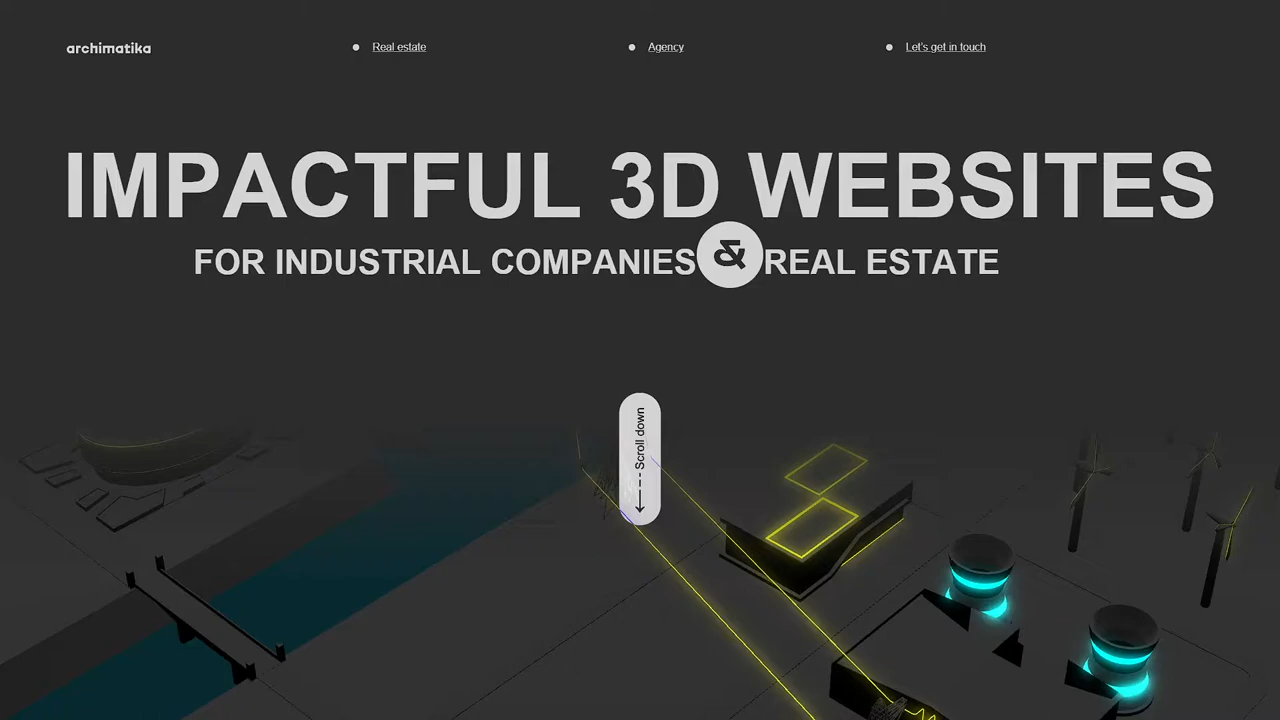 archimatika
Real estate
Agency
Let's get in touch
IMPACTFUL 3D WEBSITES
FOR INDUSTRIAL COMPANIES & REAL ESTATE
Scroll down